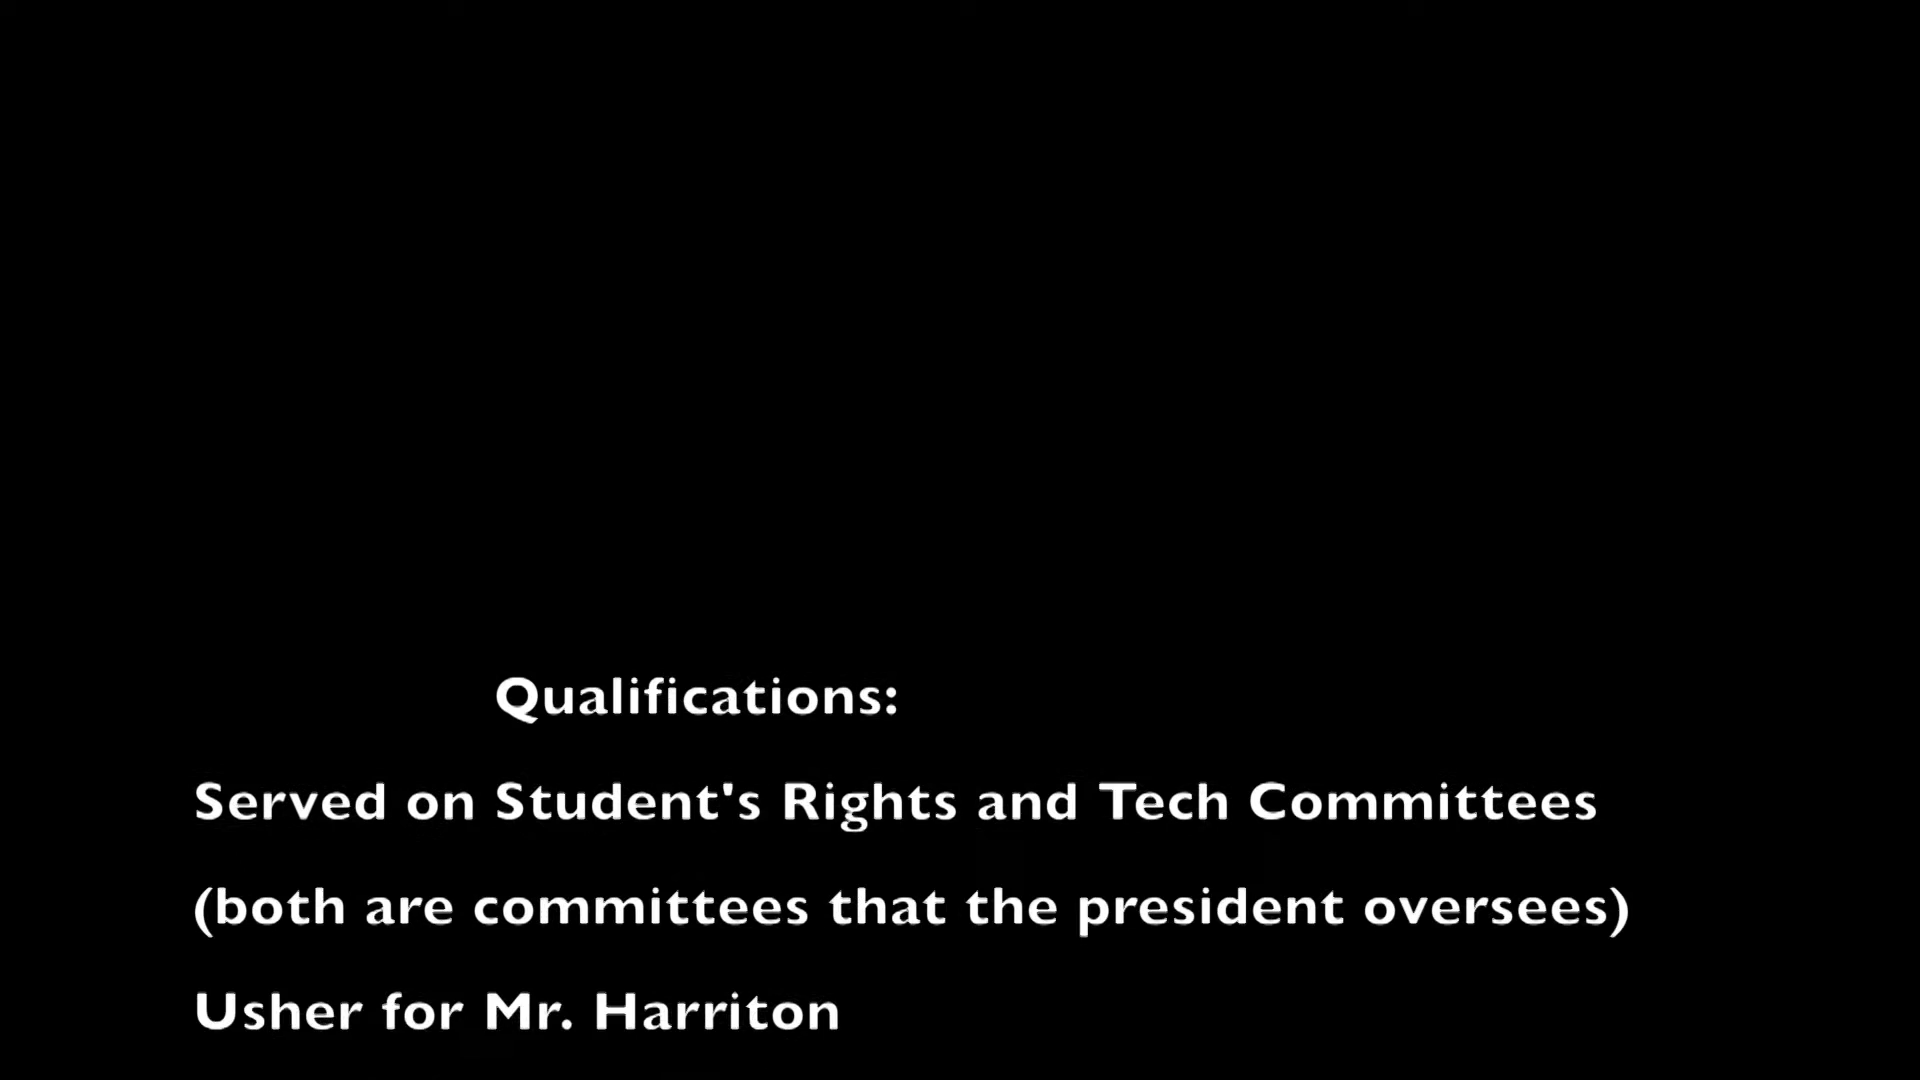 Qualifications:
Served on Student's Rights and Tech Committees
(both are committees that the president oversees)
Usher for Mr. Harriton